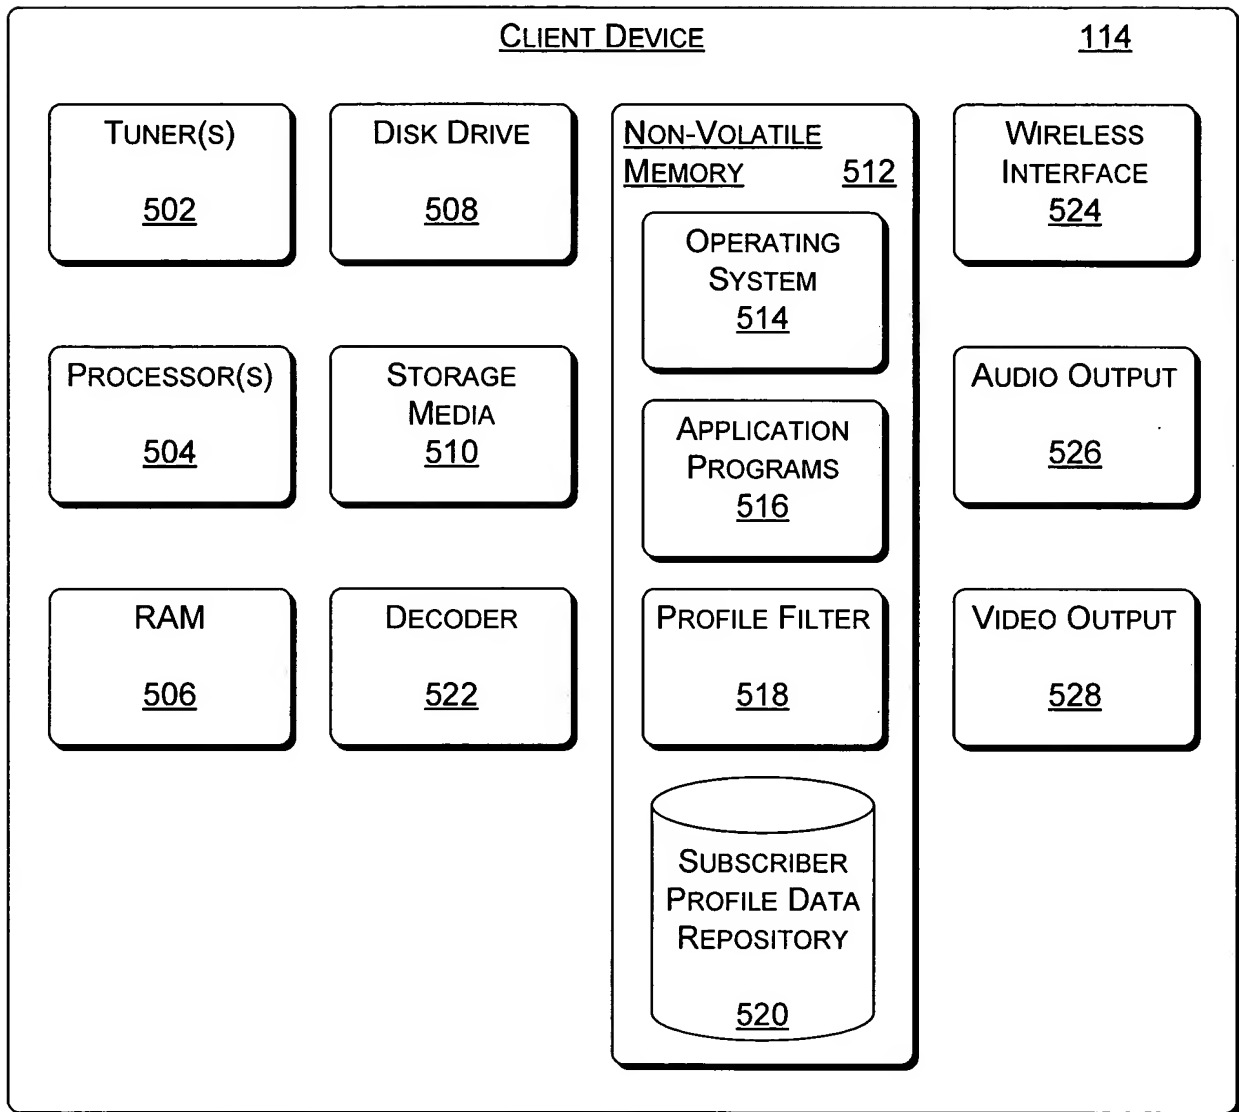 CLIENT DEVICE 114
TUNER(S)
502
DISK DRIVE
508
NON-VOLATILE
MEMORY 512
WIRELESS
INTERFACE
524
OPERATING
SYSTEM
514
PROCESSOR(S)
504
STORAGE
MEDIA
510
APPLICATION
PROGRAMS
516
AUDIO OUTPUT
526
RAM
506
DECODER
522
PROFILE FILTER
518
VIDEO OUTPUT
528
SUBSCRIBER
PROFILE DATA
REPOSITORY
520